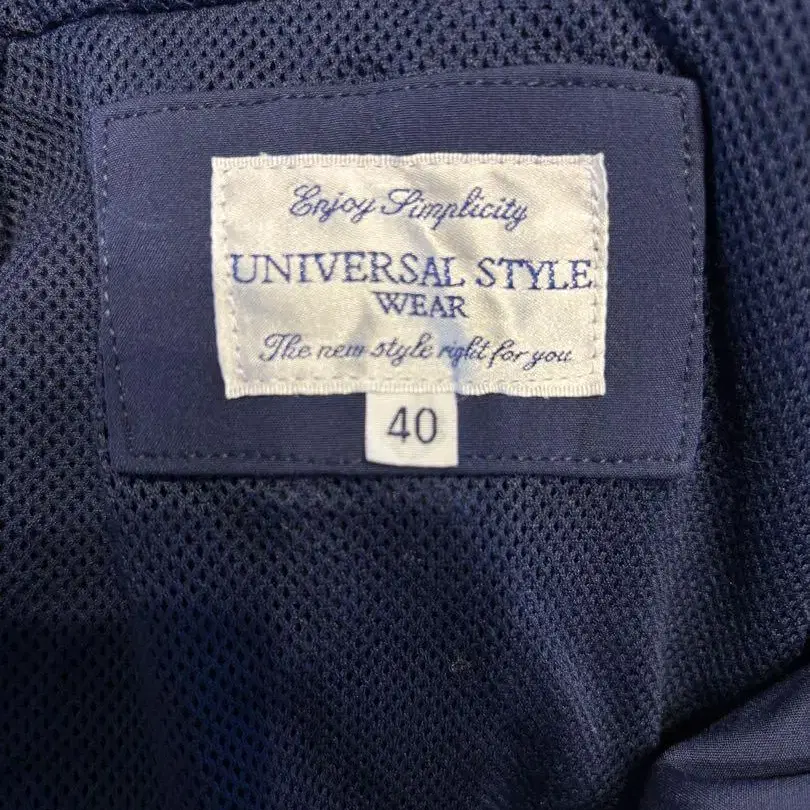 Enjoy Simplicity
UNIVERSAL STYLE
WEAR
The new style right for you
40